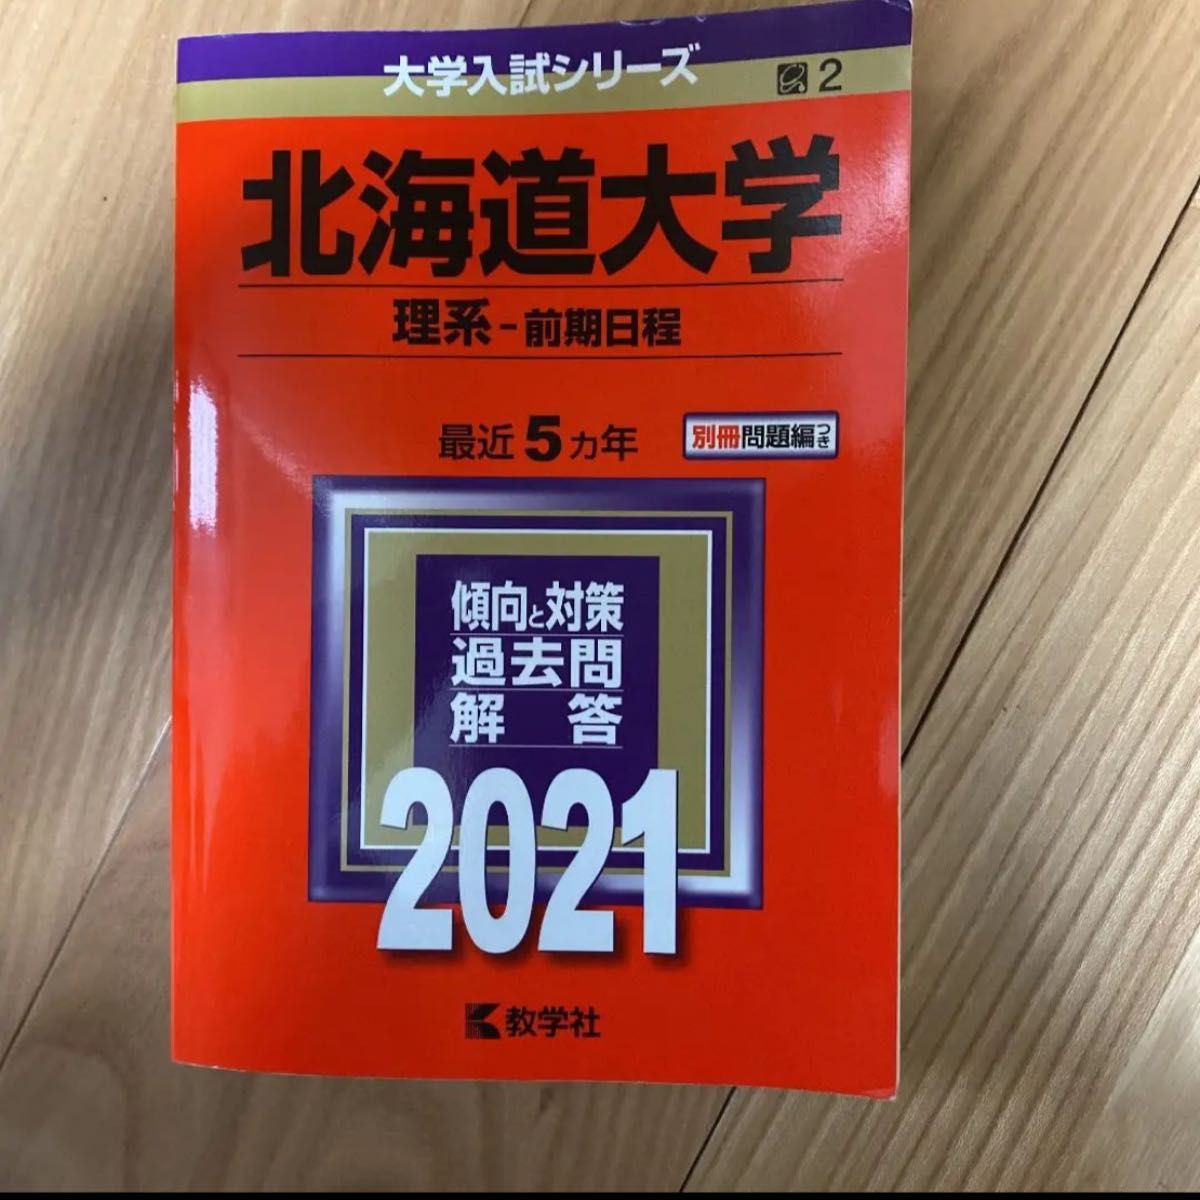 大学入試シリーズ
2
北海道大学
理系-前期日程
最近5ヵ年
別冊問題編つき
傾向と対策
過去問
解答
2021
教学社